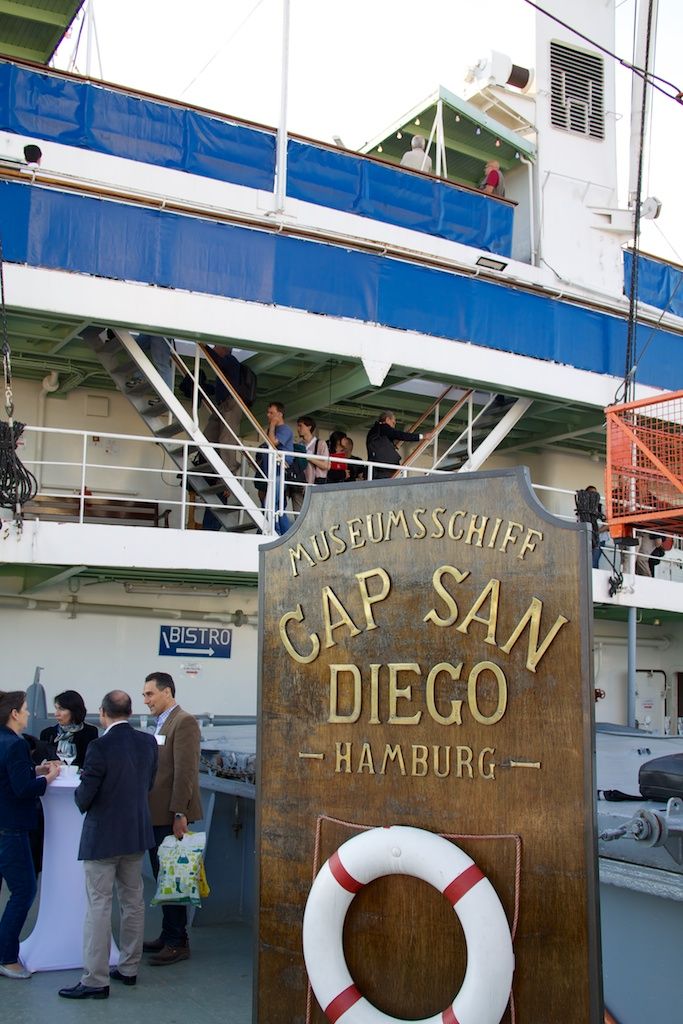 MUSEUMSSCHIFF
CAP SAN
DIEGO
– HAMBURG –
BISTRO